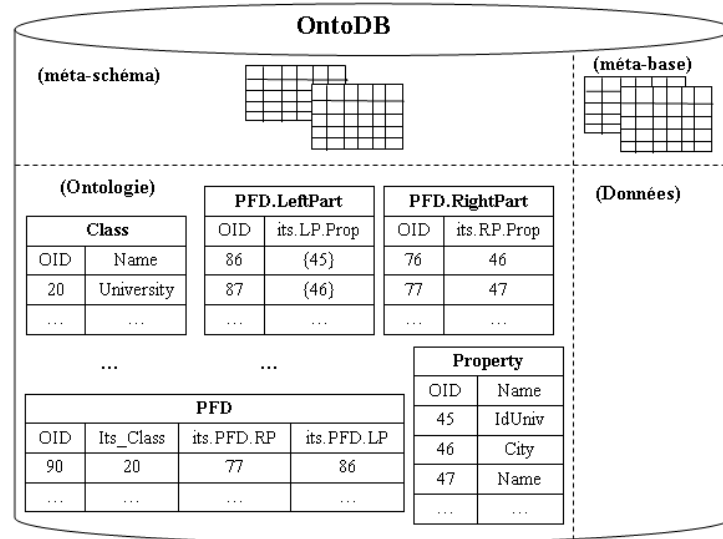 OntoDB
(méta-schéma)
(méta-base)
(Ontologie)
(Données)
Class
OID Name
20 University
... ...
PFD.LeftPart
OID its.LP.Prop
86 {45}
87 {46}
... ...
PFD.RightPart
OID its.RP.Prop
76 46
77 47
... ...
... ...
PFD
OID Its_Class its.PFD.RP its.PFD.LP
90 20 77 86
... ... ... ...
Property
OID Name
45 IdUniv
46 City
47 Name
... ...